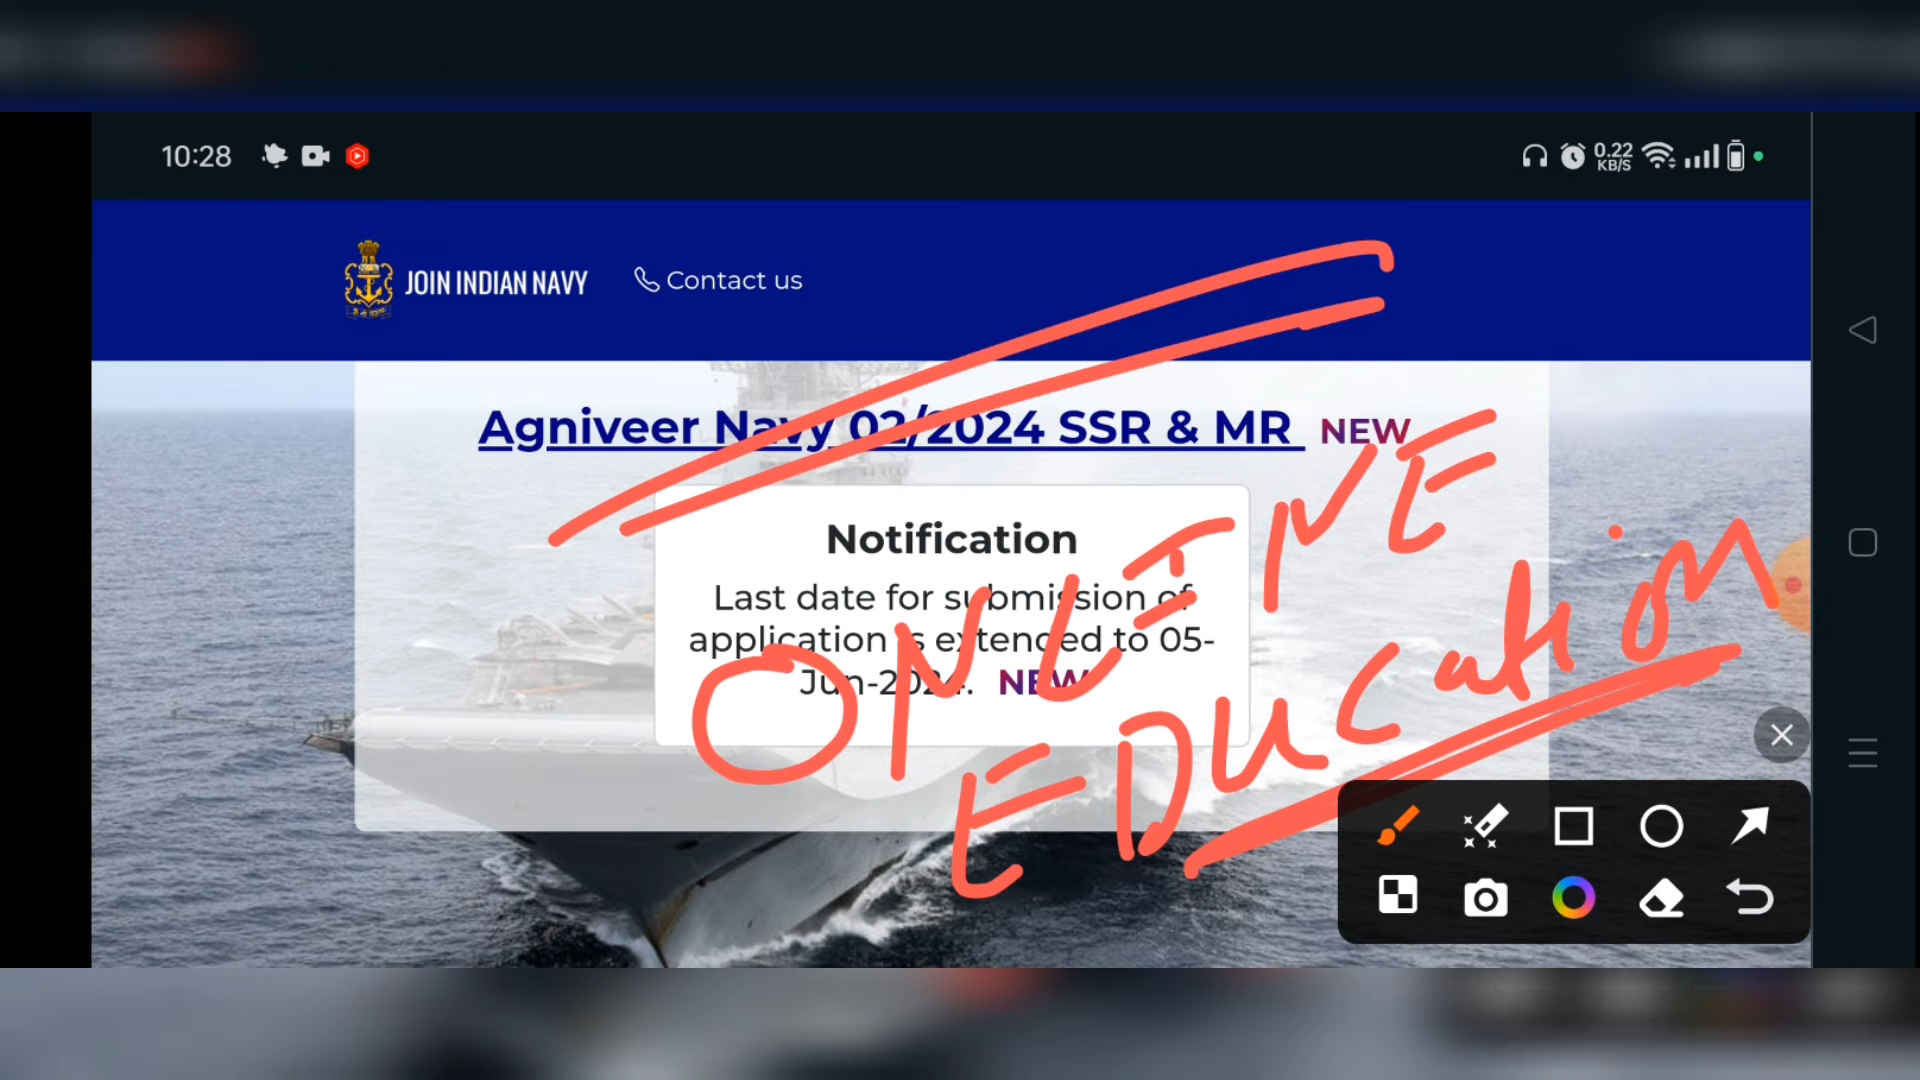 10:28
0.22
KB/S
JOIN INDIAN NAVY
Contact us
Agniveer Navy 02/2024 SSR & MR NEW
Notification
Last date for submission of
application is extended to 05-
Jun-2024. NEW
ONLINE
EDUCation